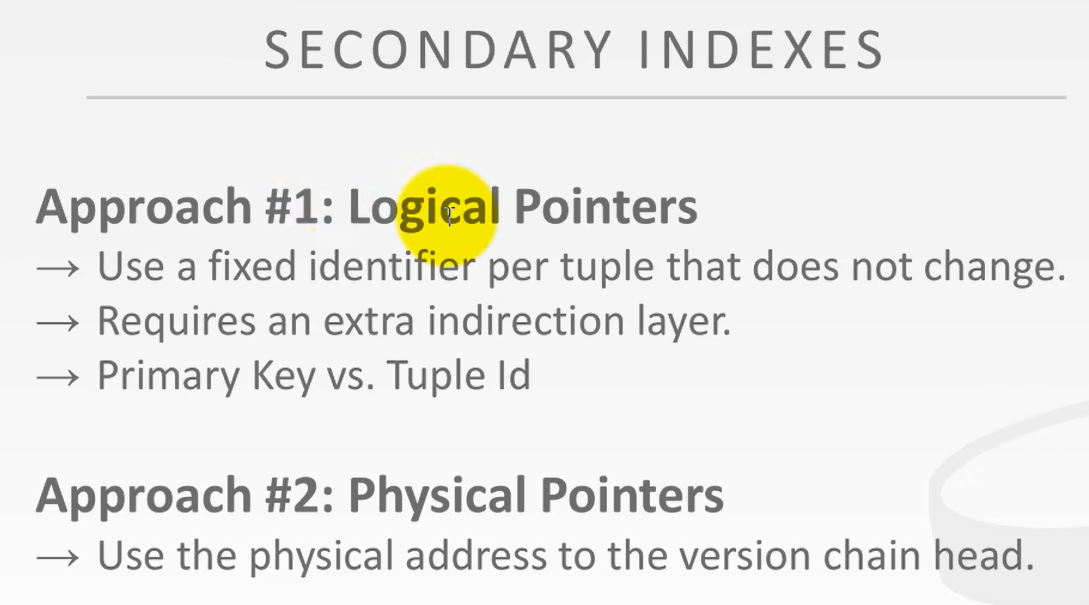 SECONDARY INDEXES
Approach #1: Logical Pointers
→ Use a fixed identifier per tuple that does not change.
→ Requires an extra indirection layer.
→ Primary Key vs. Tuple Id
Approach #2: Physical Pointers
→ Use the physical address to the version chain head.